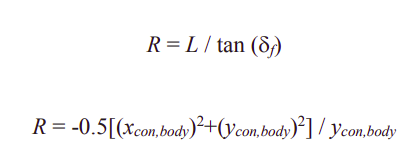 R = L / tan (δf)
R = -0.5[(xcon,body)²+(ycon,body)²] / ycon,body